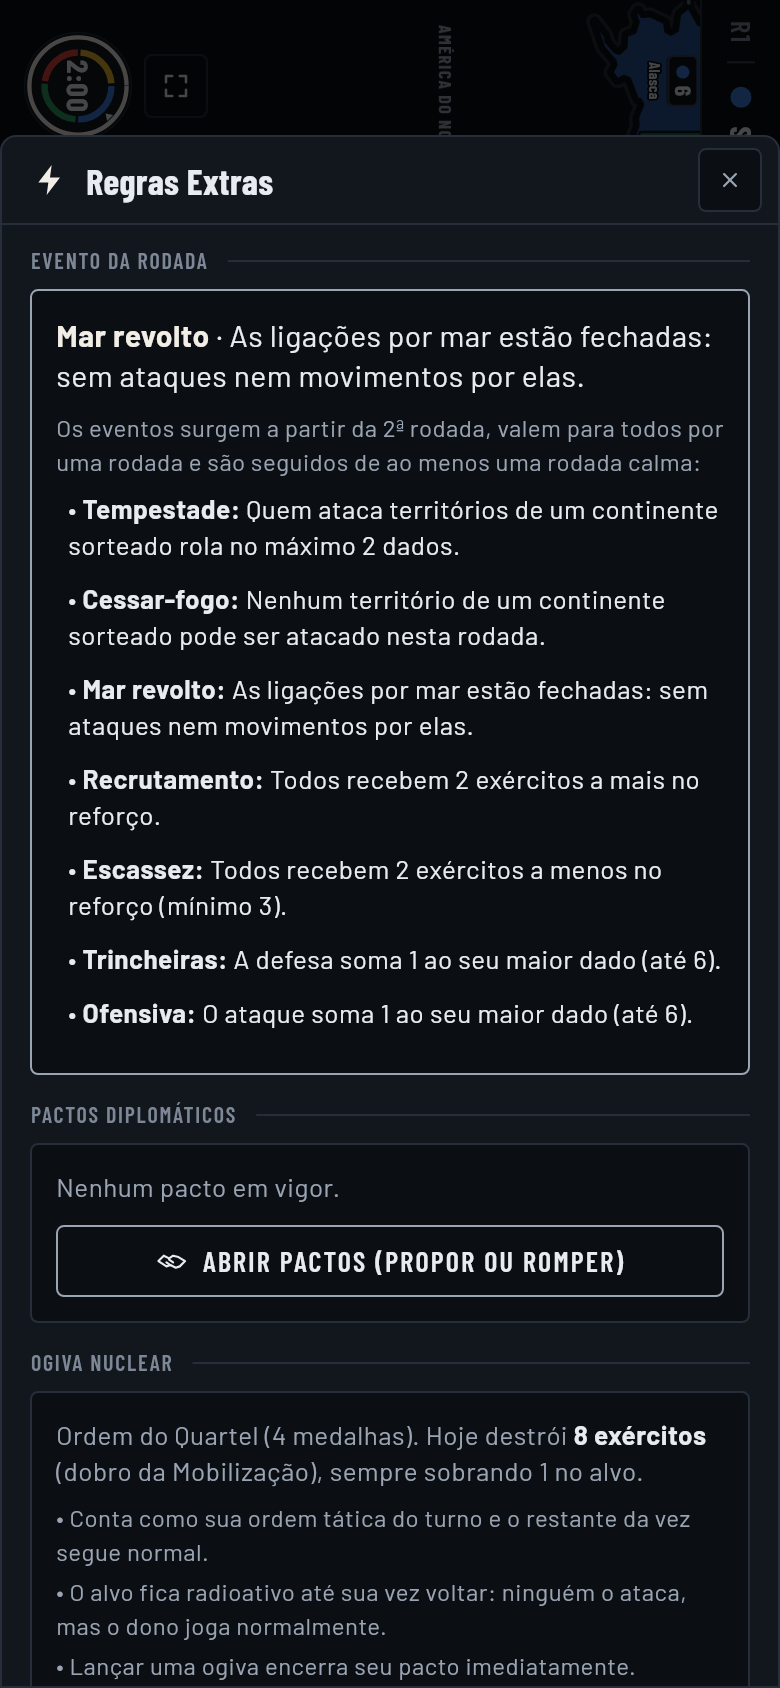 2:00
AMÉRICA DO NO
Alasca
6
R1
Regras Extras
EVENTO DA RODADA
Mar revolto · As ligações por mar estão fechadas:
sem ataques nem movimentos por elas.
Os eventos surgem a partir da 2ª rodada, valem para todos por
uma rodada e são seguidos de ao menos uma rodada calma:
• Tempestade: Quem ataca territórios de um continente
sorteado rola no máximo 2 dados.
• Cessar-fogo: Nenhum território de um continente
sorteado pode ser atacado nesta rodada.
• Mar revolto: As ligações por mar estão fechadas: sem
ataques nem movimentos por elas.
• Recrutamento: Todos recebem 2 exércitos a mais no
reforço.
• Escassez: Todos recebem 2 exércitos a menos no
reforço (mínimo 3).
• Trincheiras: A defesa soma 1 ao seu maior dado (até 6).
• Ofensiva: O ataque soma 1 ao seu maior dado (até 6).
PACTOS DIPLOMÁTICOS
Nenhum pacto em vigor.
ABRIR PACTOS (PROPOR OU ROMPER)
OGIVA NUCLEAR
Ordem do Quartel (4 medalhas). Hoje destrói 8 exércitos
(dobro da Mobilização), sempre sobrando 1 no alvo.
• Conta como sua ordem tática do turno e o restante da vez
segue normal.
• O alvo fica radioativo até sua vez voltar: ninguém o ataca,
mas o dono joga normalmente.
• Lançar uma ogiva encerra seu pacto imediatamente.